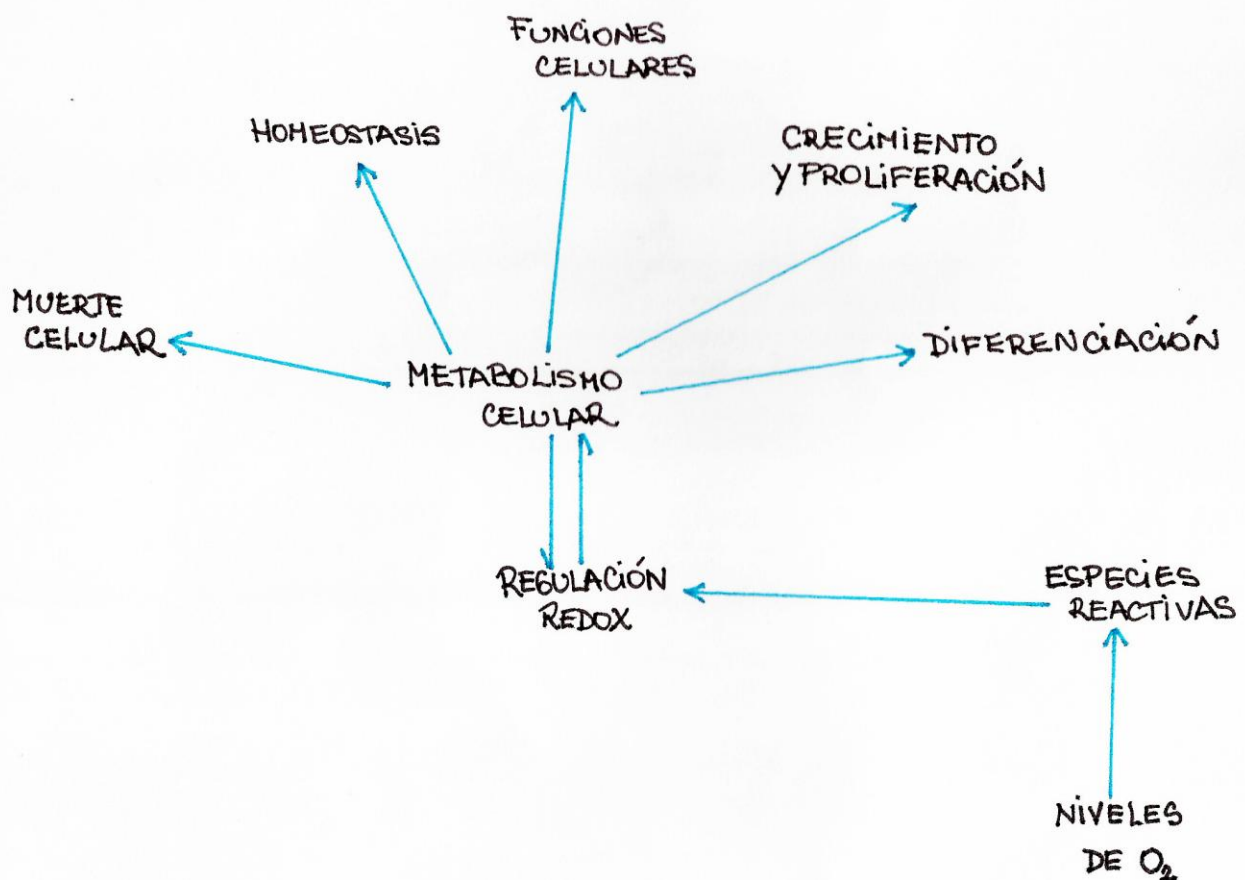 FUNCIONES
CELULARES
HOMEOSTASIS
CRECIMIENTO
Y PROLIFERACIÓN
MUERTE
CELULAR
DIFERENCIACIÓN
METABOLISMO
CELULAR
REGULACIÓN
REDOX
ESPECIES
REACTIVAS
NIVELES
DE O₂